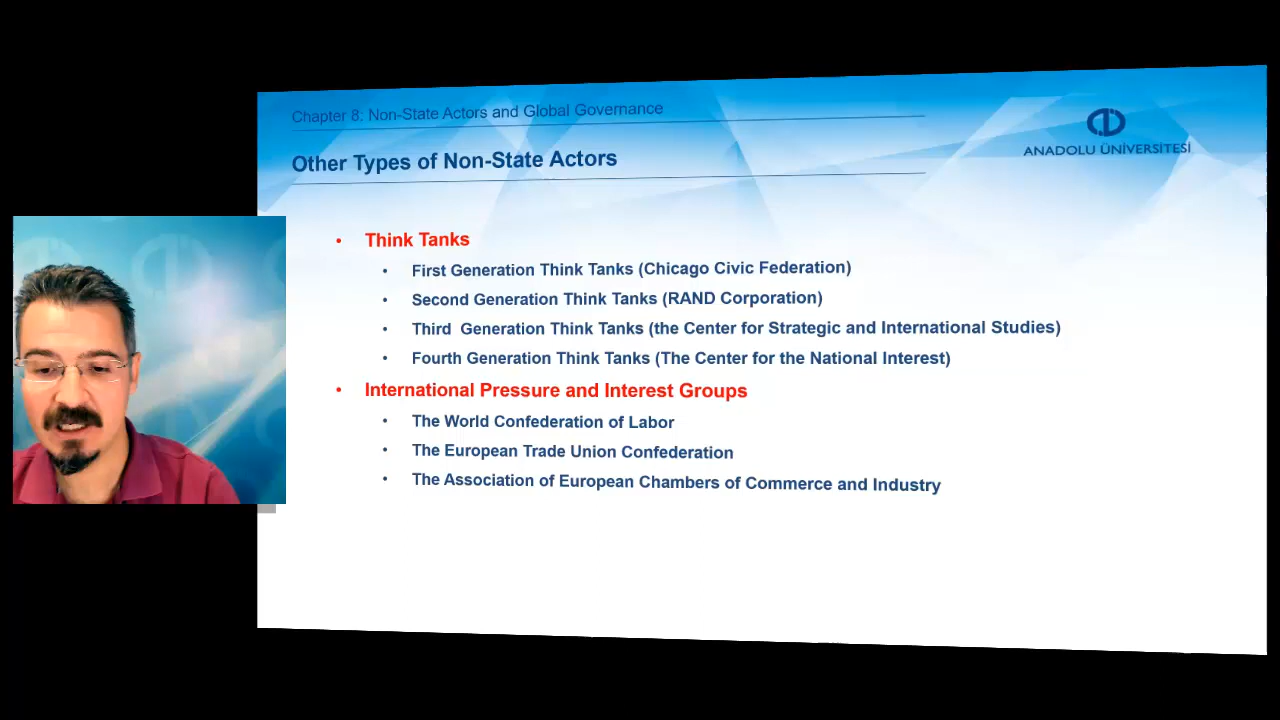 Chapter 8: Non-State Actors and Global Governance
ANADOLU ÜNİVERSİTESİ
Other Types of Non-State Actors
• Think Tanks
• First Generation Think Tanks (Chicago Civic Federation)
• Second Generation Think Tanks (RAND Corporation)
• Third Generation Think Tanks (the Center for Strategic and International Studies)
• Fourth Generation Think Tanks (The Center for the National Interest)
• International Pressure and Interest Groups
• The World Confederation of Labor
• The European Trade Union Confederation
• The Association of European Chambers of Commerce and Industry